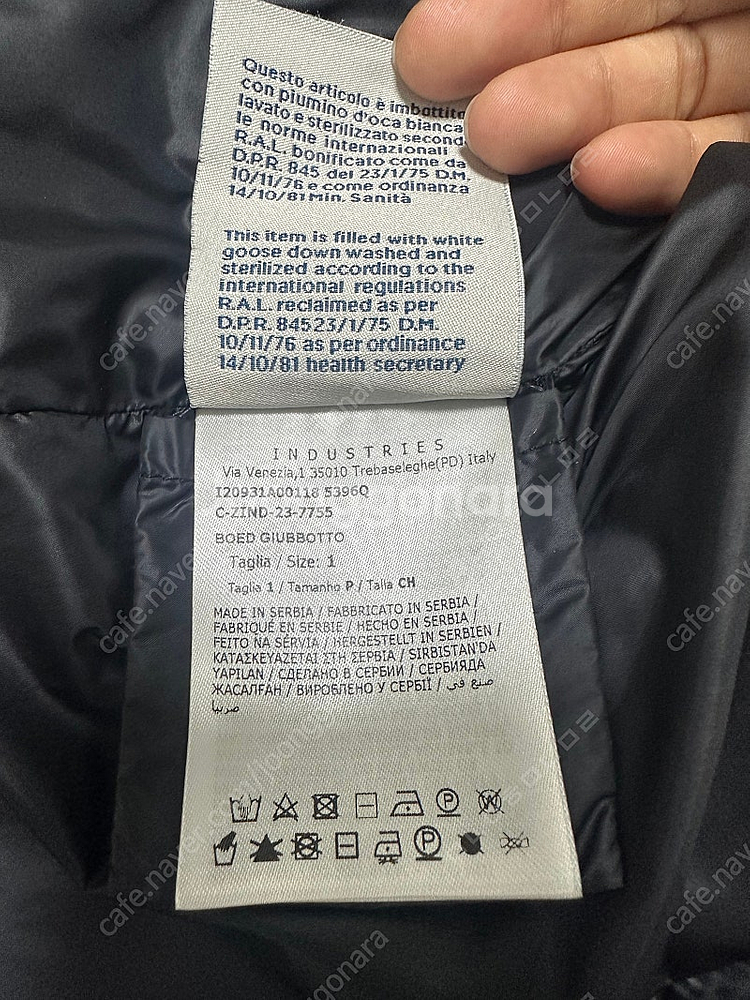 Questo articolo è imbottito
con piumino d'oca bianca
lavato e sterilizzato second
le norme internazionali
R.A.L. bonificato come da
D.P.R. 845 del 23/1/75 D.M.
10/11/76 e come ordinanza
14/10/81 Min. Sanità
This item is filled with white
goose down washed and
sterilized according to the
international regulations
R.A.L. reclaimed as per
D.P.R. 84523/1/75 D.M.
10/11/76 as per ordinance
14/10/81 health secretary
INDUSTRIES
Via Venezia,1 35010 Trebaseleghe(PD) Italy
I20931A00118 5396Q
C-ZIND-23-7755
BOED GIUBBOTTO
Taglia / Size: 1
Taglia 1 / Tamanho P / Talla CH
MADE IN SERBIA / FABBRICATO IN SERBIA /
FABRIQUÉ EN SERBIE / HECHO EN SERBIA /
FEITO NA SÉRVIA / HERGESTELLT IN SERBIEN /
ΚΑΤΑΣΚΕΥΑΖΕΤΑΙ ΣΤΗ ΣΕΡΒΙΑ / SIRBISTAN'DA
YAPILAN / СДЕЛАНО В СЕРБИИ / СЕРБИЯДА
ЖАСАЛҒАН / ВИРОБЛЕНО У СЕРБІЇ / صنع في
صربيا
joongonara
cafe.naver.com/joonggonara